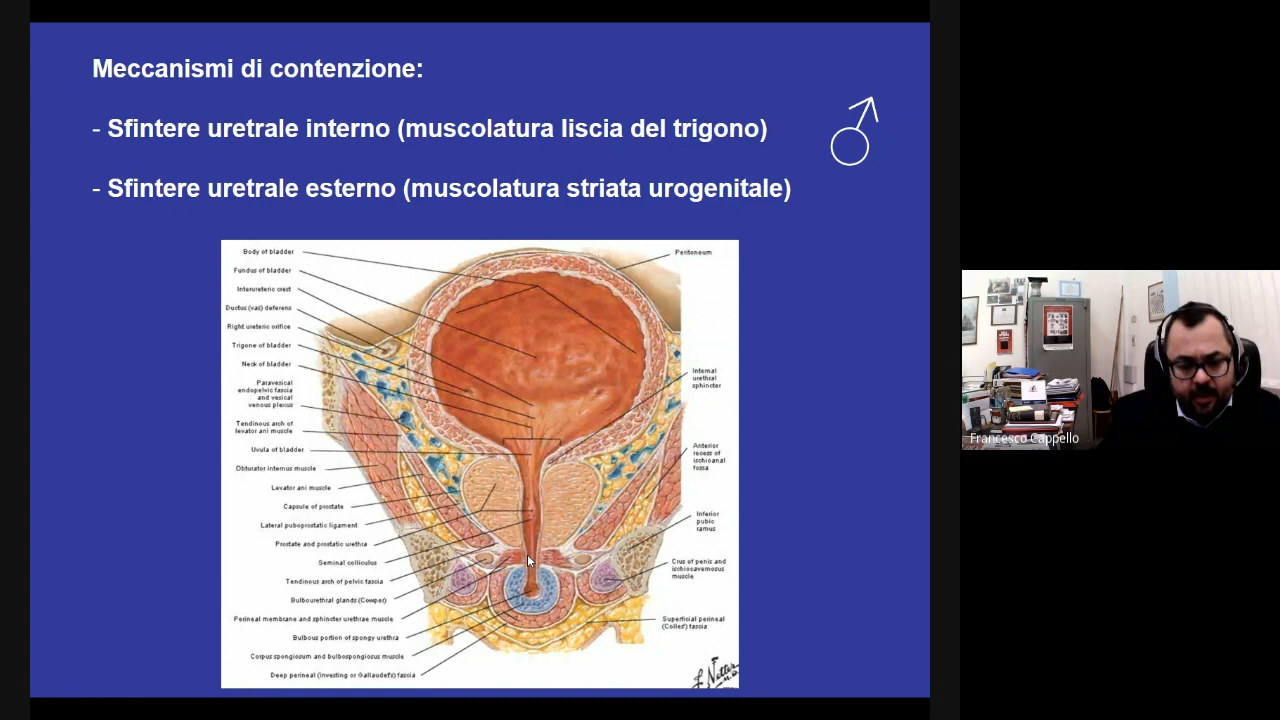 Meccanismi di contenzione:
- Sfintere uretrale interno (muscolatura liscia del trigono)
- Sfintere uretrale esterno (muscolatura striata urogenitale)
Body of bladder
Fundus of bladder
Interureteric crest
Ductus (vas) deferens
Right ureteric orifice
Trigone of bladder
Neck of bladder
Paravesical
endopelvic fascia
and vesical
venous plexus
Tendinous arch of
levator ani muscle
Uvula of bladder
Obturator internus muscle
Levator ani muscle
Capsule of prostate
Lateral puboprostatic ligament
Prostate and prostatic urethra
Seminal colliculus
Tendinous arch of pelvic fascia
Bulbourethral glands (Cowper)
Perineal membrane and sphincter urethrae muscle
Bulbous portion of spongy urethra
Corpus spongiosum and bulbospongiosus muscle
Deep perineal (investing or Gallaudet's) fascia
Peritoneum
Internal
urethral
sphincter
Anterior
recess of
ischioanal
fossa
Inferior
pubic
ramus
Crus of penis and
ischiocavernosus
muscle
Superficial perineal
(Colles') fascia
F. Netter
Francesco Cappello